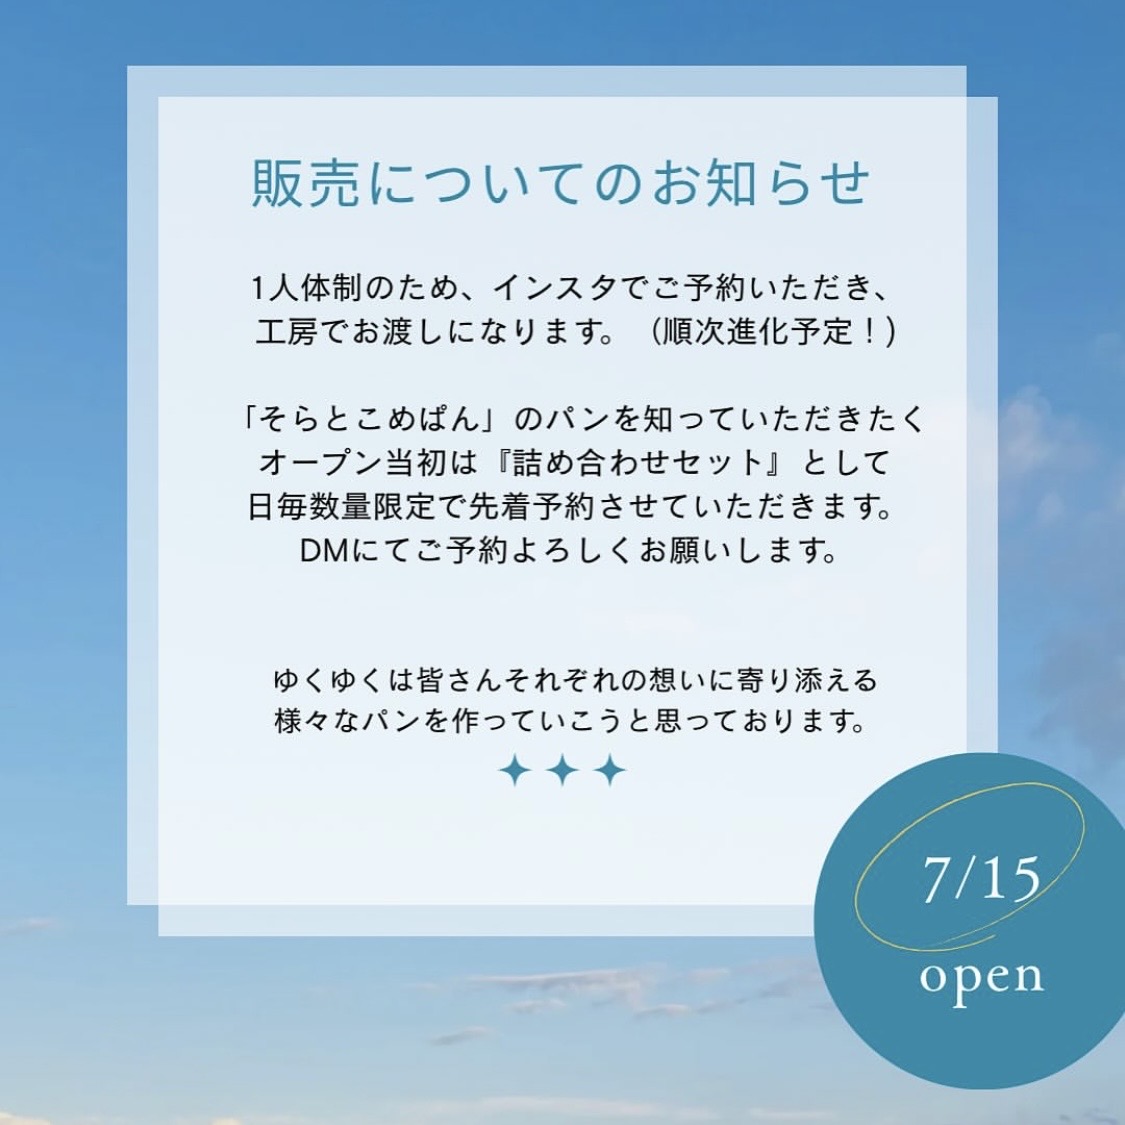 販売についてのお知らせ
1人体制のため、インスタでご予約いただき、
工房でお渡しになります。（順次進化予定！)
「そらとこめぱん」のパンを知っていただきたく
オープン当初は『詰め合わせセット』として
日毎数量限定で先着予約させていただきます。
DMにてご予約よろしくお願いします。
ゆくゆくは皆さんそれぞれの想いに寄り添える
様々なパンを作っていこうと思っております。
7/15
open